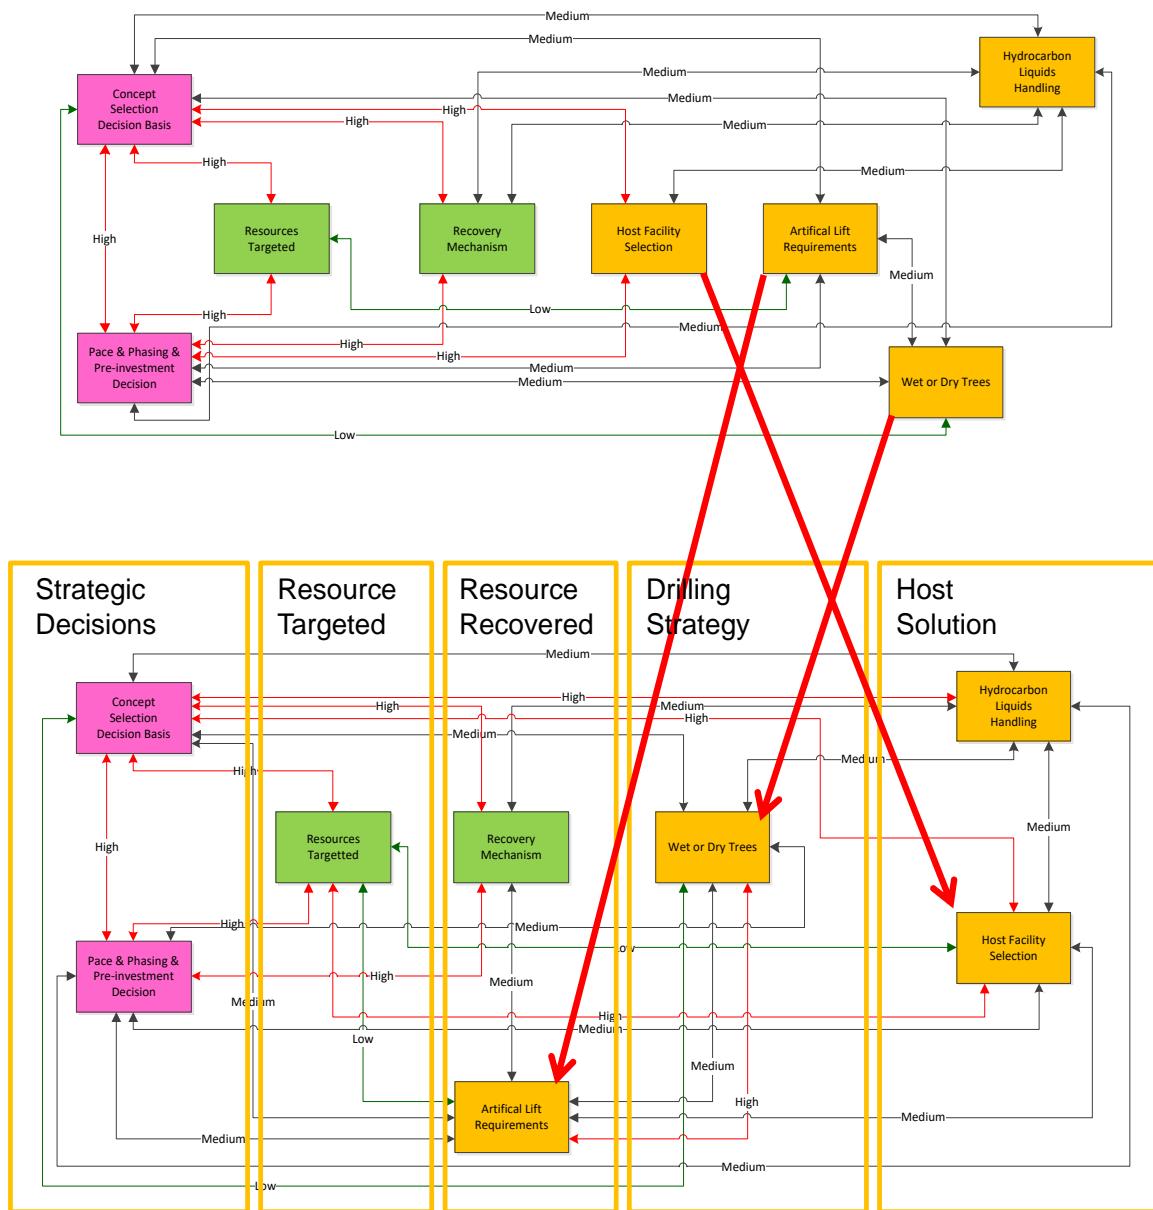 Medium
Medium
Hydrocarbon
Liquids
Handling
Medium
Concept
Selection
Decision Basis
Medium
High
High
Medium
High
Medium
Resources
Targeted
Recovery
Mechanism
Host Facility
Selection
Artifical Lift
Requirements
High
Medium
Low
High
Medium
High
High
Pace & Phasing &
Pre-investment
Decision
Medium
Medium
Wet or Dry Trees
Low
Strategic
Decisions
Resource
Targeted
Resource
Recovered
Drilling
Strategy
Host
Solution
Medium
Concept
Selection
Decision Basis
High
High
Medium
High
Hydrocarbon
Liquids
Handling
Medium
Medium
High
Medium
High
Resources
Targetted
Recovery
Mechanism
Wet or Dry Trees
High
Medium
Low
Host Facility
Selection
Pace & Phasing &
Pre-investment
Decision
High
Medium
Medium
High
Medium
Low
Medium
High
Artifical Lift
Requirements
Medium
Medium
Medium
Low